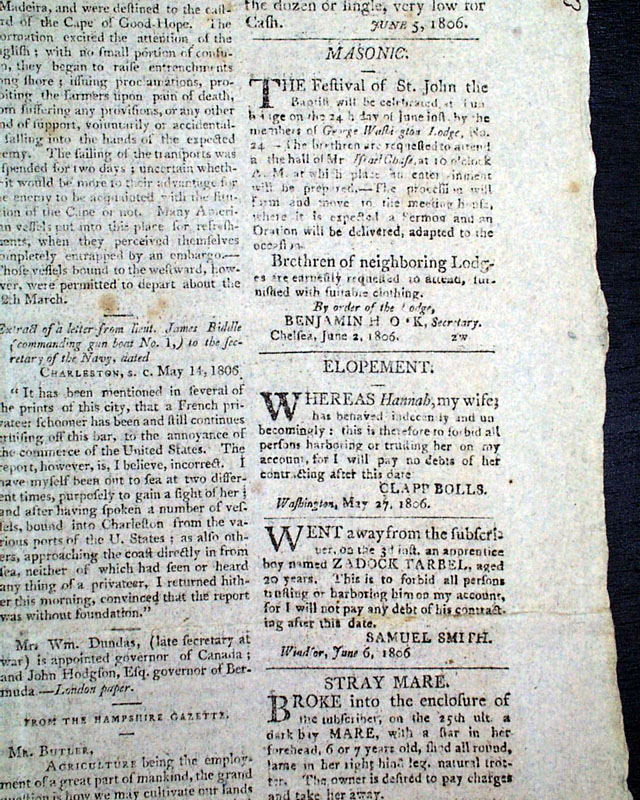 Madeira, and were destined to the
rd of the Cape of Good-Hope. The
ormation excited the attention of the
nglish; with no small portion of
n, they began to raise entrenchments
ong shore; issuing proclamations,
biting the farmers upon pain of death,
om suffering any provisions, or any other
nd of support, voluntarily or
falling into the hands of the expected
emy. The sailing of the transports was
spended for two days; uncertain wheth-
it would be more to their advantage for
e enemy to be acquainted with the
tion of the Cape or not. Many Ameri-
an vessels put into this place for refresh-
ments, when they perceived themselves
ompletely entrapped by an embargo.—
Those vessels bound to the westward, how-
ver, were permitted to depart about the
2th March.
Extract of a letter from lieut. James Biddle
(commanding gun boat No. 1,) to the sec-
retary of the Navy, dated
CHARLESTON, S. C. May 14, 1806.
"It has been mentioned in several of
he prints of this city, that a French pri-
vateer schooner has been and still continues
cruising off this bar, to the annoyance of
the commerce of the United States. The
report, however, is, I believe, incorrect. I
have myself been out to sea at two differ-
ent times, purposely to gain a sight of her;
and after having spoken a number of ves-
sels, bound into Charleston from the va-
rious ports of the U. States; as also oth-
ers, approaching the coast directly in from
sea, neither of which had seen or heard
any thing of a privateer, I returned hith-
er this morning, convinced that the report
was without foundation."
Mr. Wm. Dundas, (late secretary at
war) is appointed governor of Canada;
and John Hodgson, Esq. governor of Ber-
muda.—London paper.
FROM THE HAMPSHIRE GAZETTE.
MR. BUTLER,
AGRICULTURE being the employ-
ment of a great part of mankind, the grand
question is how we may cultivate our lands
the dozen or single, very low for
Cash. JUNE 5, 1806.
MASONIC.
THE Festival of St. John the
Baptist will be celebrated at
on the 24th day of June inst. by the
members of George Washington Lodge, No.
24 —The brethren are requested to attend
a the hall of Mr Israel Chase, at 10 o'clock
A. M. at which place an entertainment
will be prepared.—The procession will
form and move to the meeting house,
where it is expected a Sermon and an
Oration will be delivered, adapted to the
occasion.
Brethren of neighboring Lodg-
es are earnestly requested to attend, fur-
nished with suitable clothing.
By order of the Lodge,
BENJAMIN Secretary.
Chelsea, June 2, 1806. 2w
ELOPEMENT.
WHEREAS Hannah, my wife;
has behaved indecently and un
becomingly: this is therefore to forbid all
persons harboring or trusting her on my
account, for I will pay no debts of her
contracting after this date
CLAPP BOLLS.
Washington, May 27, 1806.
WENT away from the subscri-
ber, on the 3d inst. an apprentice
boy named ZADOCK TARBEL, aged
20 years. This is to forbid all persons
trusting or harboring him on my account,
for I will not pay any debt of his contract-
ing after this date.
SAMUEL SMITH.
Windsor, June 6, 1806
STRAY MARE.
BROKE into the enclosure of
the subscriber, on the 25th ult. a
dark bay MARE, with a star in her
forehead, 6 or 7 years old, shod all round,
lame in her right hind leg, natural trot-
ter. The owner is desired to pay charges
and take her away.